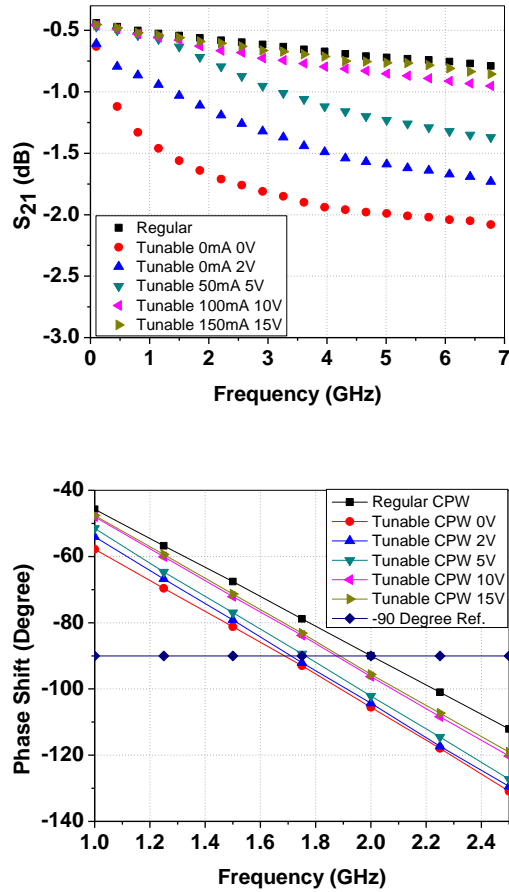 -0.5
-1.0
-1.5
-2.0
-2.5
-3.0
S21 (dB)
Regular
Tunable 0mA 0V
Tunable 0mA 2V
Tunable 50mA 5V
Tunable 100mA 10V
Tunable 150mA 15V
0 1 2 3 4 5 6 7
Frequency (GHz)
-40
-60
-80
-100
-120
-140
Phase Shift (Degree)
Regular CPW
Tunable CPW 0V
Tunable CPW 2V
Tunable CPW 5V
Tunable CPW 10V
Tunable CPW 15V
-90 Degree Ref.
1.0 1.2 1.4 1.6 1.8 2.0 2.2 2.4
Frequency (GHz)